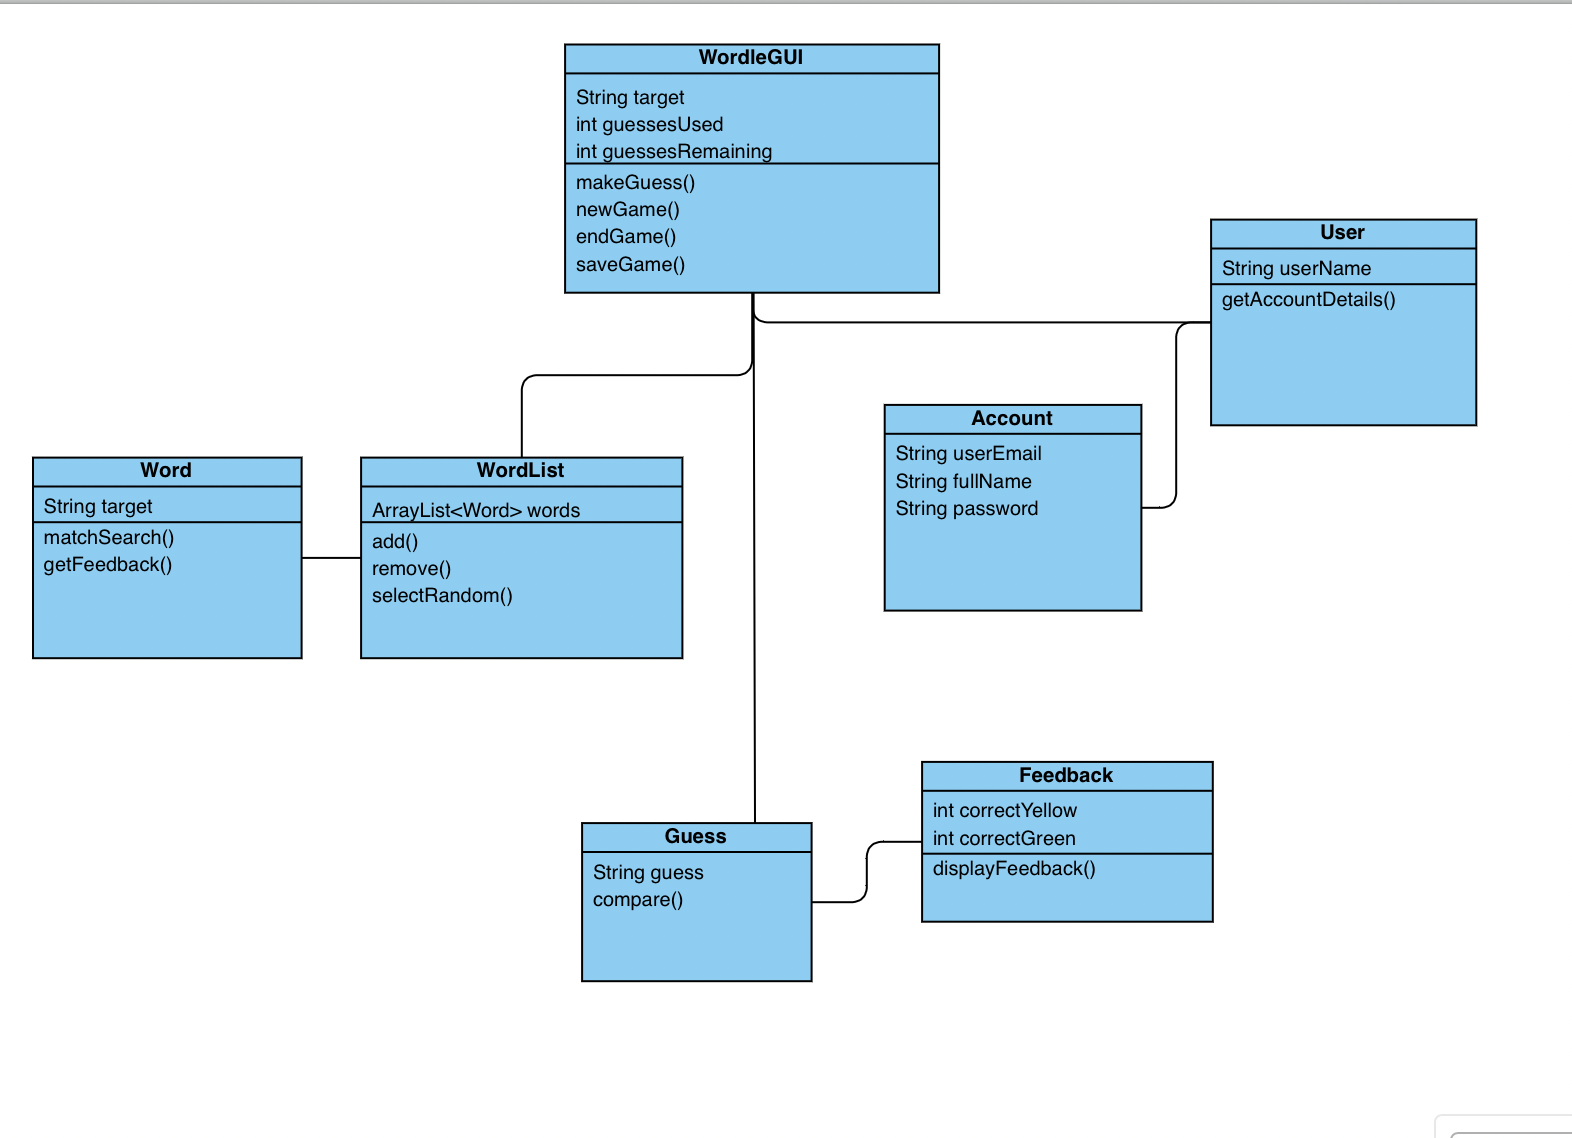 WordleGUI
String target
int guessesUsed
int guessesRemaining
makeGuess()
newGame()
endGame()
saveGame()
User
String userName
getAccountDetails()
Account
String userEmail
String fullName
String password
Word
String target
matchSearch()
getFeedback()
WordList
ArrayList<Word> words
add()
remove()
selectRandom()
Feedback
int correctYellow
int correctGreen
displayFeedback()
Guess
String guess
compare()